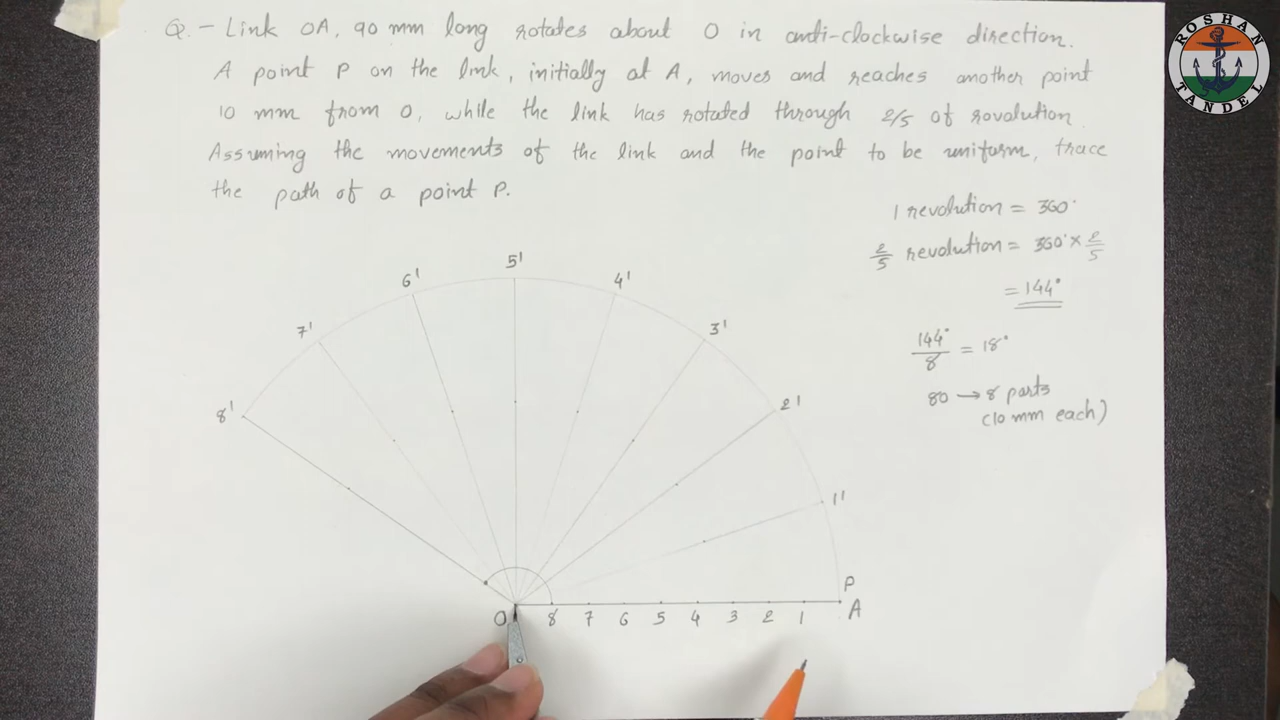 Q.- Link OA, 90 mm long rotates about O in anti-clockwise direction.
A point P on the link, initially at A, moves and reaches another point
10 mm from O, while the link has rotated through 2/5 of rovolution
Assuming the movements of the link and the point to be uniform, trace
the path of a point P.
1 revolution = 360°
2/5 revolution = 360° × 2/5
= 144°
144°/8 = 18°
80 → 8 parts
(10 mm each)
5'
6' 4'
7' 3'
8' 2'
1'
P
O 8 7 6 5 4 3 2 1 A
ROSHAN
TANDEL